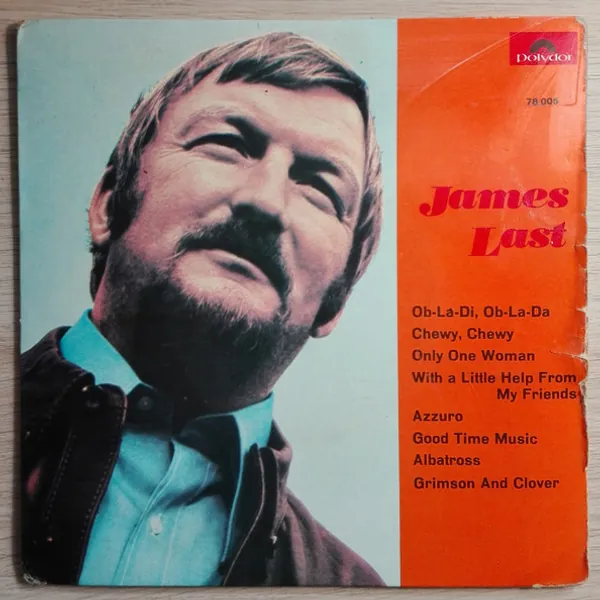 Polydor
78 005
James
Last
Ob-La-Di, Ob-La-Da
Chewy, Chewy
Only One Woman
With a Little Help From
My Friends
Azzuro
Good Time Music
Albatross
Grimson And Clover